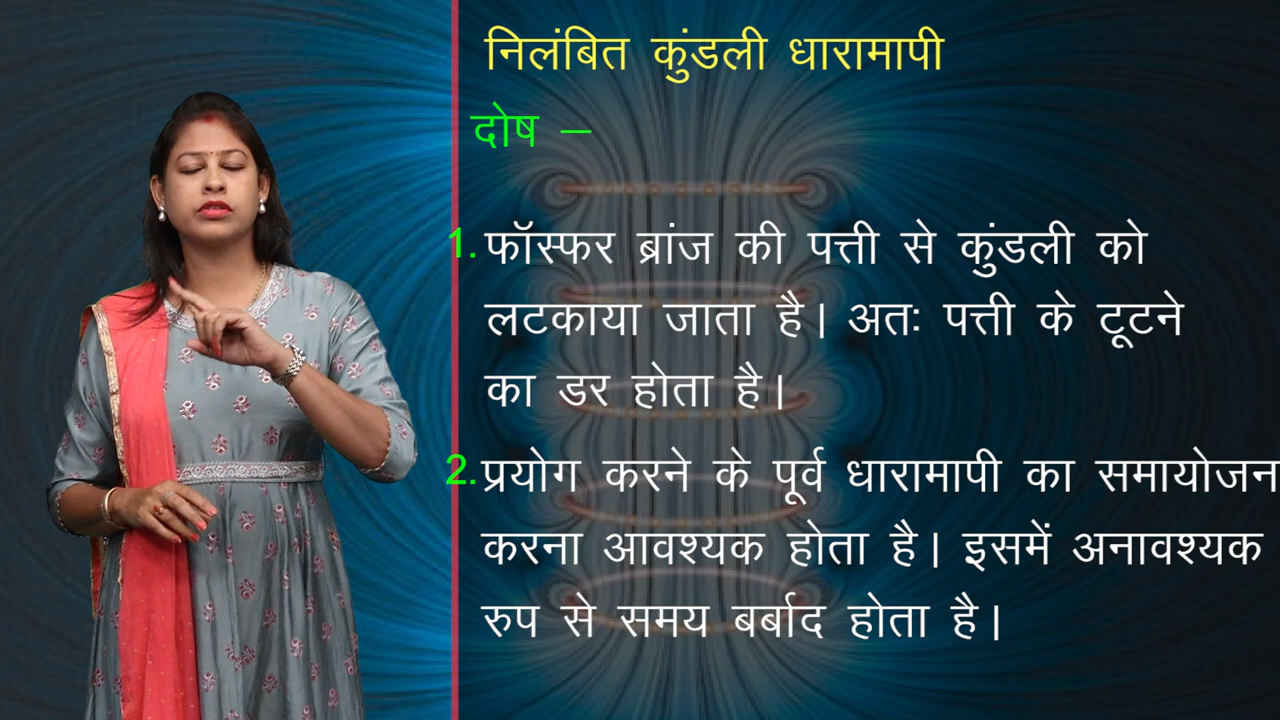 निलंबित कुंडली धारामापी
दोष –
1. फॉस्फर ब्रांज की पत्ती से कुंडली को
लटकाया जाता है। अतः पत्ती के टूटने
का डर होता है।
2. प्रयोग करने के पूर्व धारामापी का समायोजन
करना आवश्यक होता है। इसमें अनावश्यक
रुप से समय बर्बाद होता है।